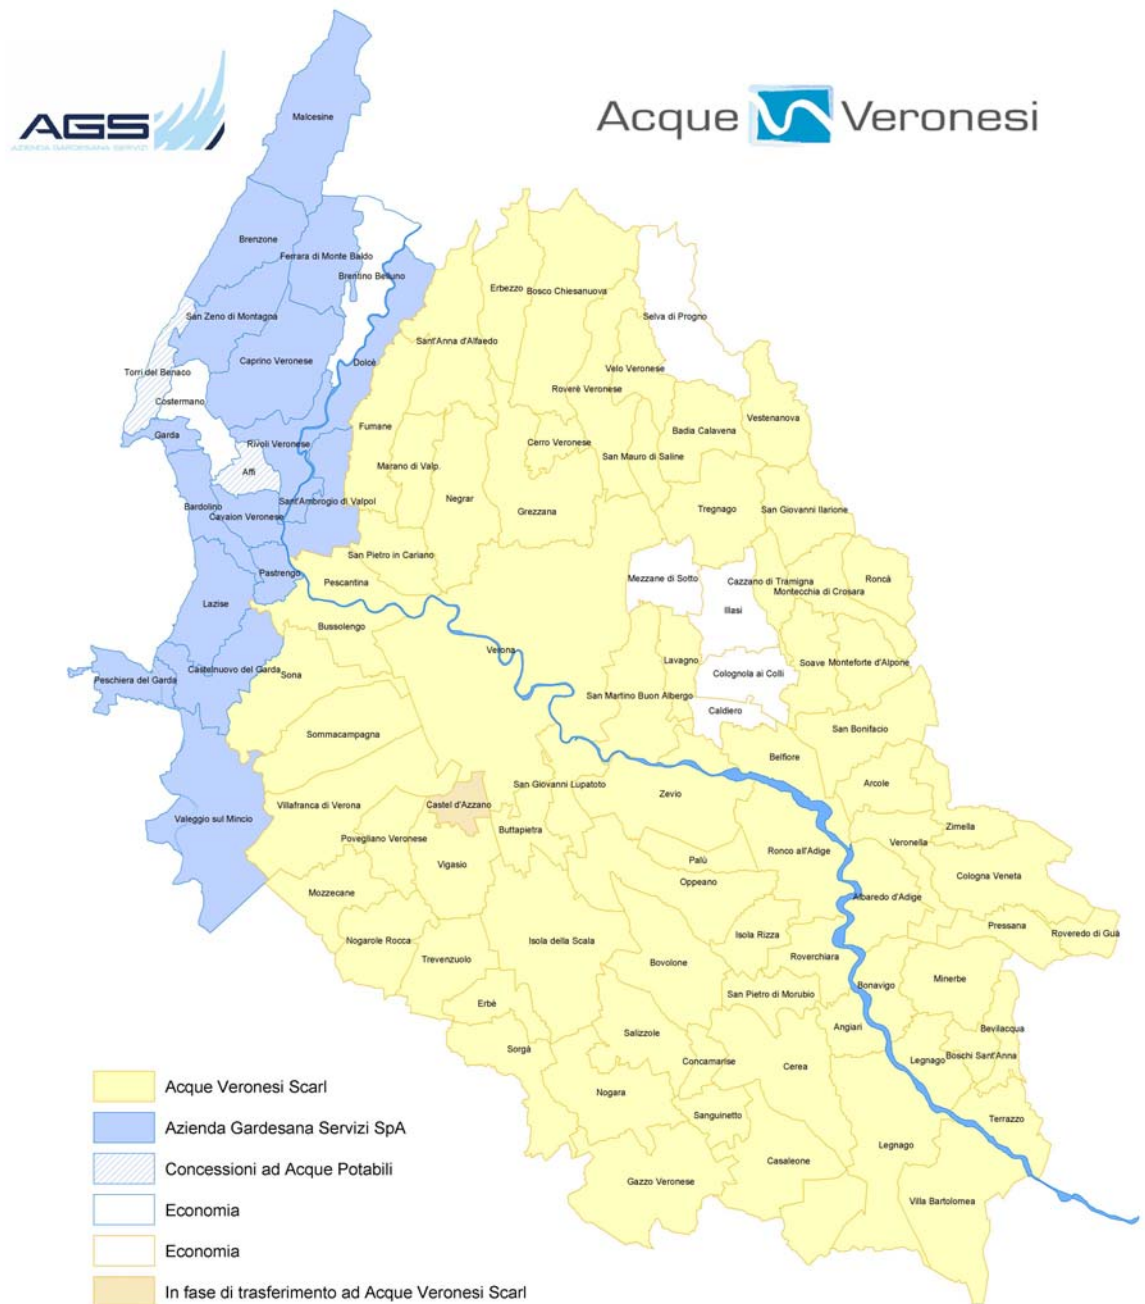 AGS
AZIENDA GARDESANA SERVIZI
Acque Veronesi
Malcesine
Brenzone
Ferrara di Monte Baldo
Brentino Belluno
San Zeno di Montagna
Caprino Veronese
Dolcè
Torri del Benaco
Costermano
Garda
Rivoli Veronese
Affi
Bardolino
Cavaion Veronese
Sant'Ambrogio di Valpol
Pastrengo
Lazise
Castelnuovo del Garda
Peschiera del Garda
Valeggio sul Mincio
Erbezzo
Bosco Chiesanuova
Selva di Progno
Sant'Anna d'Alfaedo
Velo Veronese
Roverè Veronese
Vestenanova
Fumane
Cerro Veronese
Badia Calavena
San Mauro di Saline
Marano di Valp.
Negrar
Grezzana
Tregnago
San Giovanni Ilarione
San Pietro in Cariano
Pescantina
Mezzane di Sotto
Cazzano di Tramigna
Roncà
Montecchia di Crosara
Illasi
Bussolengo
Verona
Lavagno
Soave
Monteforte d'Alpone
Sona
Colognola ai Colli
San Martino Buon Albergo
Caldiero
Sommacampagna
San Bonifacio
Belfiore
San Giovanni Lupatoto
Arcole
Zevio
Villafranca di Verona
Castel d'Azzano
Povegliano Veronese
Buttapietra
Zimella
Veronella
Ronco all'Adige
Vigasio
Palù
Cologna Veneta
Oppeano
Mozzecane
Albaredo d'Adige
Pressana
Roveredo di Guà
Isola Rizza
Nogarole Rocca
Isola della Scala
Trevenzuolo
Roverchiara
Bovolone
Minerbe
Bonavigo
San Pietro di Morubio
Erbè
Angiari
Bevilacqua
Salizzole
Sorgà
Boschi Sant'Anna
Legnago
Concamarise
Cerea
Nogara
Sanguinetto
Terrazzo
Legnago
Casaleone
Gazzo Veronese
Villa Bartolomea
Acque Veronesi Scarl
Azienda Gardesana Servizi SpA
Concessioni ad Acque Potabili
Economia
Economia
In fase di trasferimento ad Acque Veronesi Scarl